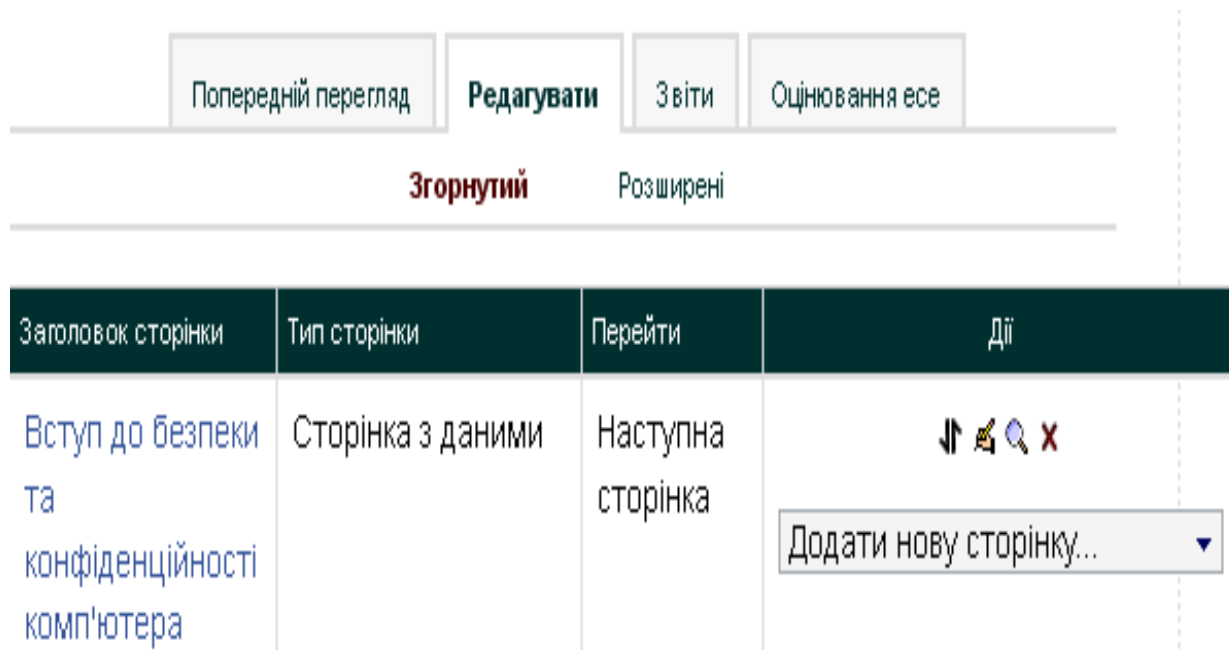 Попередній перегляд Редагувати Звіти Оцінювання есе
Згорнутий Розширені
Заголовок сторінки Тип сторінки Перейти Дії
Вступ до безпеки та конфіденційності комп'ютера
Сторінка з даними
Наступна сторінка
Додати нову сторінку...